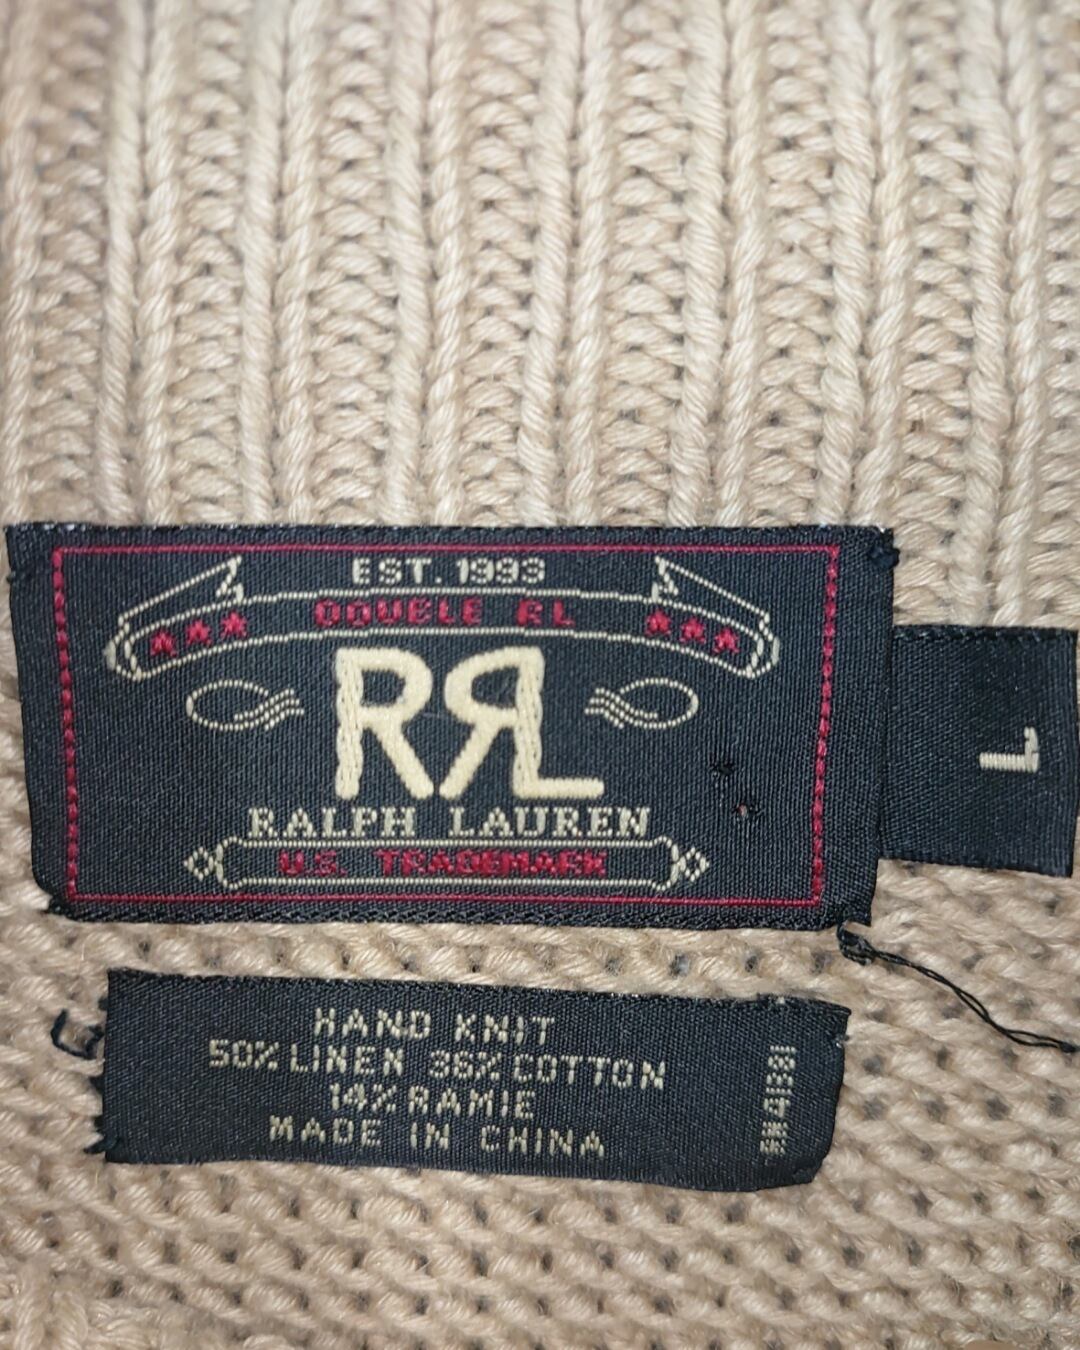 EST. 1993
DOUBLE RL
RRL
RALPH LAUREN
U.S. TRADEMARK
L
HAND KNIT
50% LINEN 36% COTTON
14% RAMIE
MADE IN CHINA